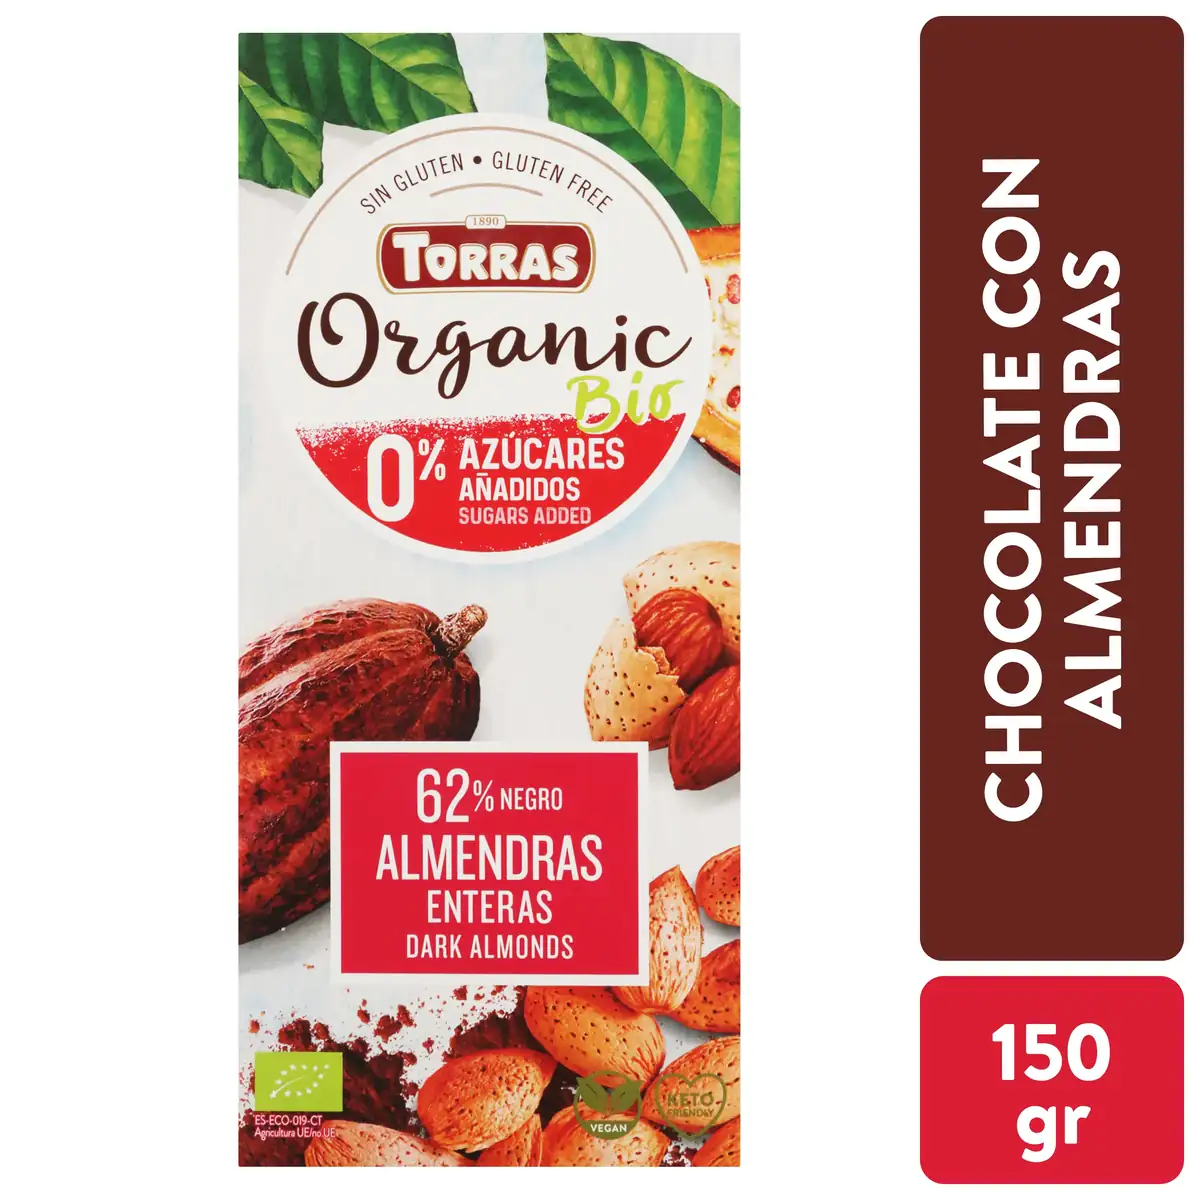 SIN GLUTEN • GLUTEN FREE
1890
TORRAS
Organic
Bio
0% AZÚCARES
AÑADIDOS
SUGARS ADDED
62% NEGRO
ALMENDRAS
ENTERAS
DARK ALMONDS
ES-ECO-019-CT
Agricultura UE/no UE
VEGAN
KETO
FRIENDLY
CHOCOLATE CON
ALMENDRAS
150
gr